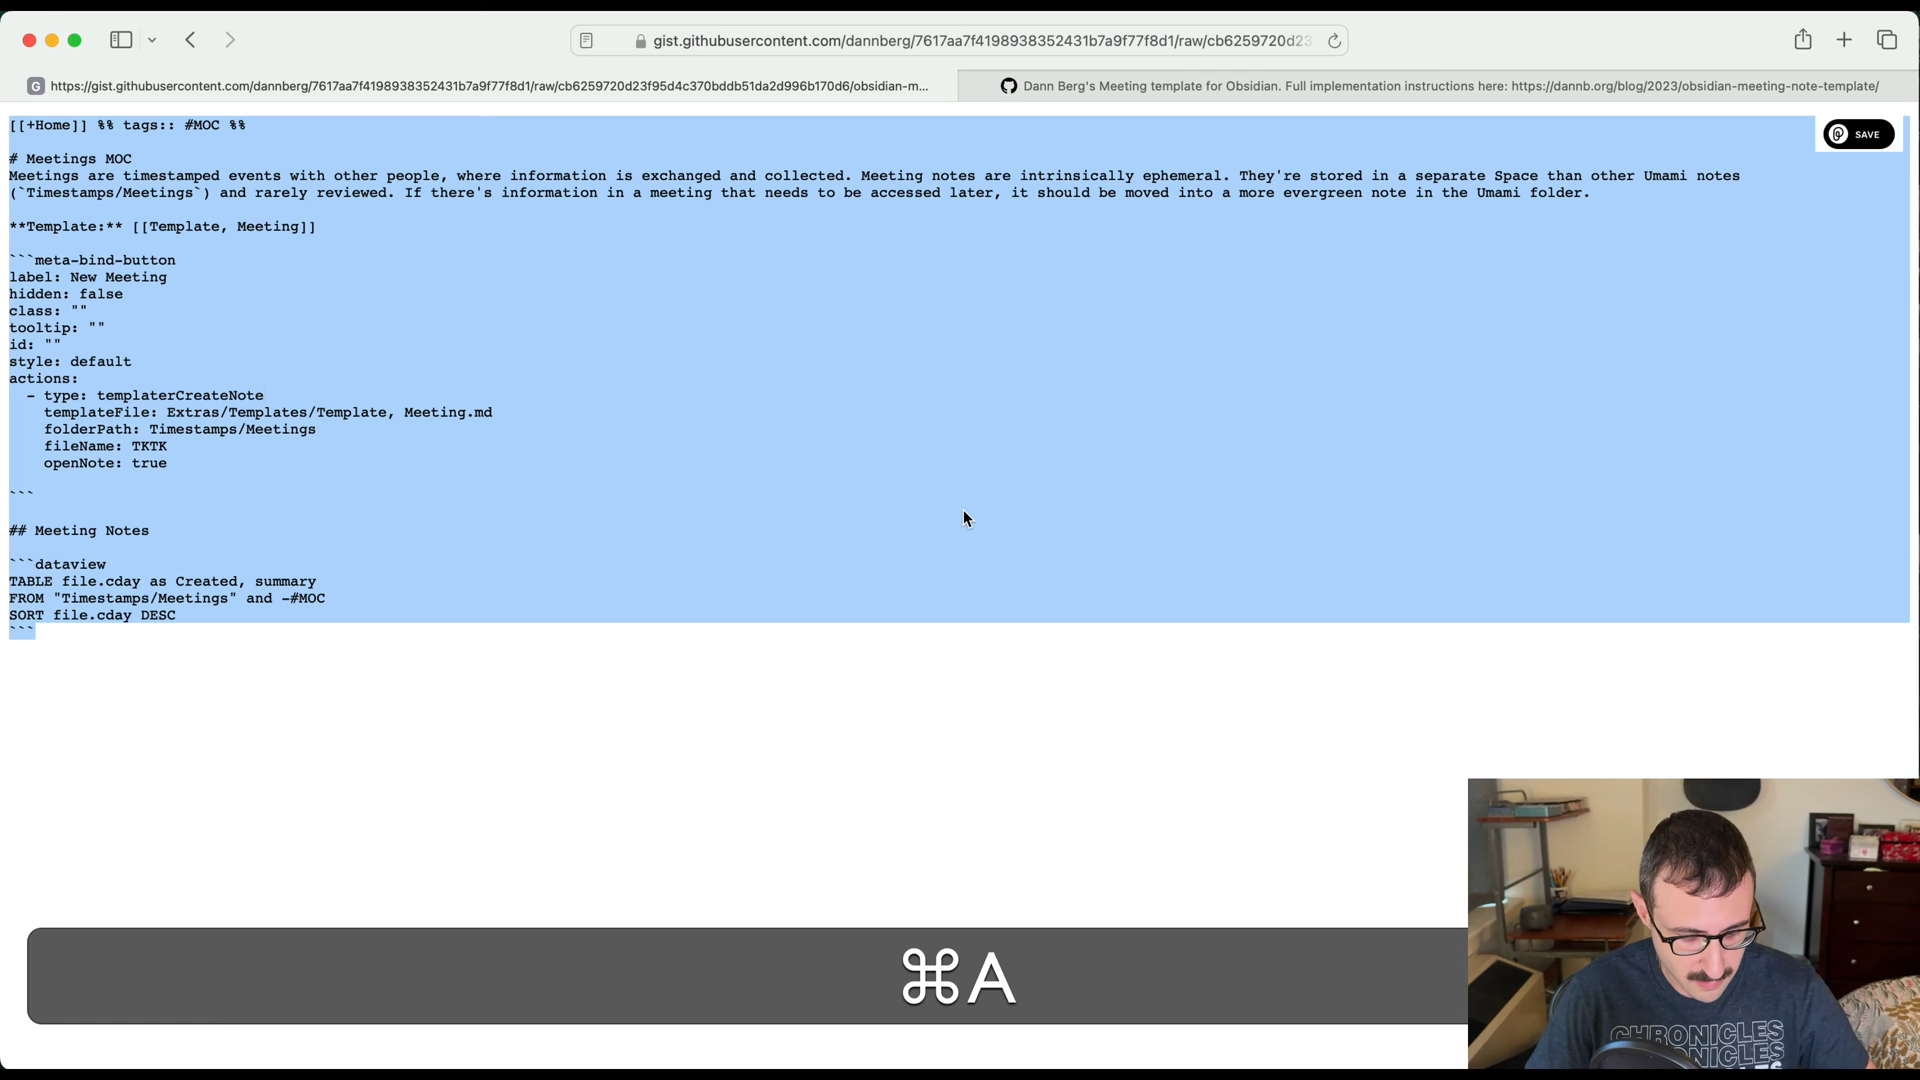 gist.githubusercontent.com/dannberg/7617aa7f4198938352431b7a9f77f8d1/raw/cb6259720d23
G https://gist.githubusercontent.com/dannberg/7617aa7f4198938352431b7a9f77f8d1/raw/cb6259720d23f95d4c370bddb51da2d996b170d6/obsidian-m...
Dann Berg's Meeting template for Obsidian. Full implementation instructions here: https://dannb.org/blog/2023/obsidian-meeting-note-template/
[[+Home]] %% tags:: #MOC %%
SAVE
# Meetings MOC
Meetings are timestamped events with other people, where information is exchanged and collected. Meeting notes are intrinsically ephemeral. They're stored in a separate Space than other Umami notes
(`Timestamps/Meetings`) and rarely reviewed. If there's information in a meeting that needs to be accessed later, it should be moved into a more evergreen note in the Umami folder.
**Template:** [[Template, Meeting]]
```meta-bind-button
label: New Meeting
hidden: false
class: ""
tooltip: ""
id: ""
style: default
actions:
  - type: templaterCreateNote
    templateFile: Extras/Templates/Template, Meeting.md
    folderPath: Timestamps/Meetings
    fileName: TKTK
    openNote: true
```
## Meeting Notes
```dataview
TABLE file.cday as Created, summary
FROM "Timestamps/Meetings" and -#MOC
SORT file.cday DESC
```
⌘A
CHRONICLES